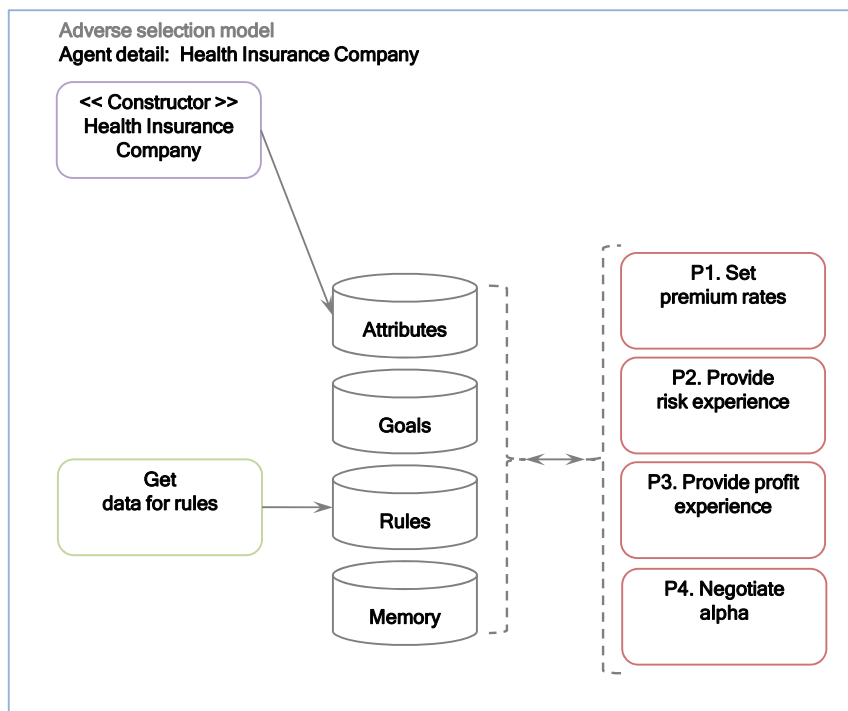 Adverse selection model
Agent detail:  Health Insurance Company
<< Constructor >>
Health Insurance
Company
Attributes
Goals
Get
data for rules
Rules
Memory
P1. Set
premium rates
P2. Provide
risk experience
P3. Provide profit
experience
P4. Negotiate
alpha